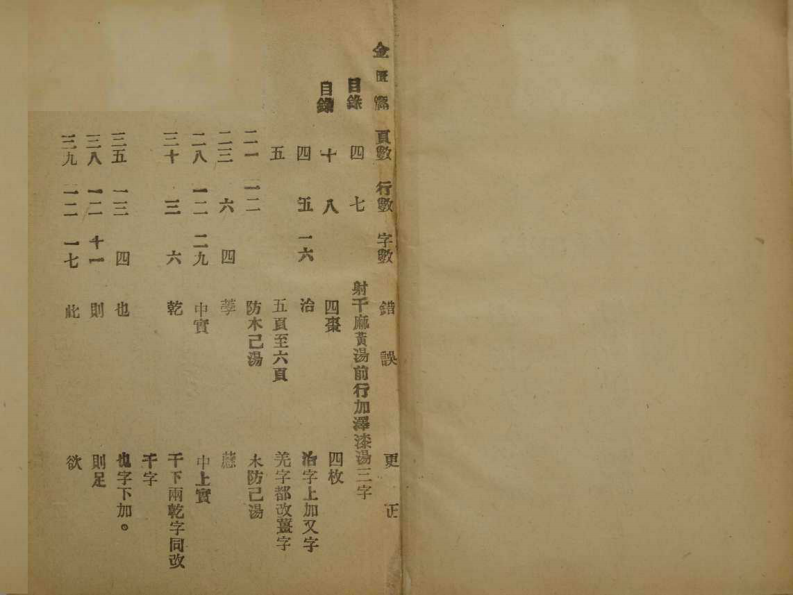 金匱 頁數 行數 字數 錯誤 更正
目錄 四 七 射干麻黃湯前行加澤漆湯三字
目錄 十 八 四棗 四枚
四 五 一六 治 治字上加又字
五 五頁至六頁 羌字都改薑字
二一 一二 防木己湯 木防己湯
二三 六 四
二八 一二 二九 中實 中上實
三十 三 六 乾 干下兩乾字同改
千字
三五 一三 四 也 也字下加。
三八 一二 十一 則 則足
三九 一二 一七 此 欲